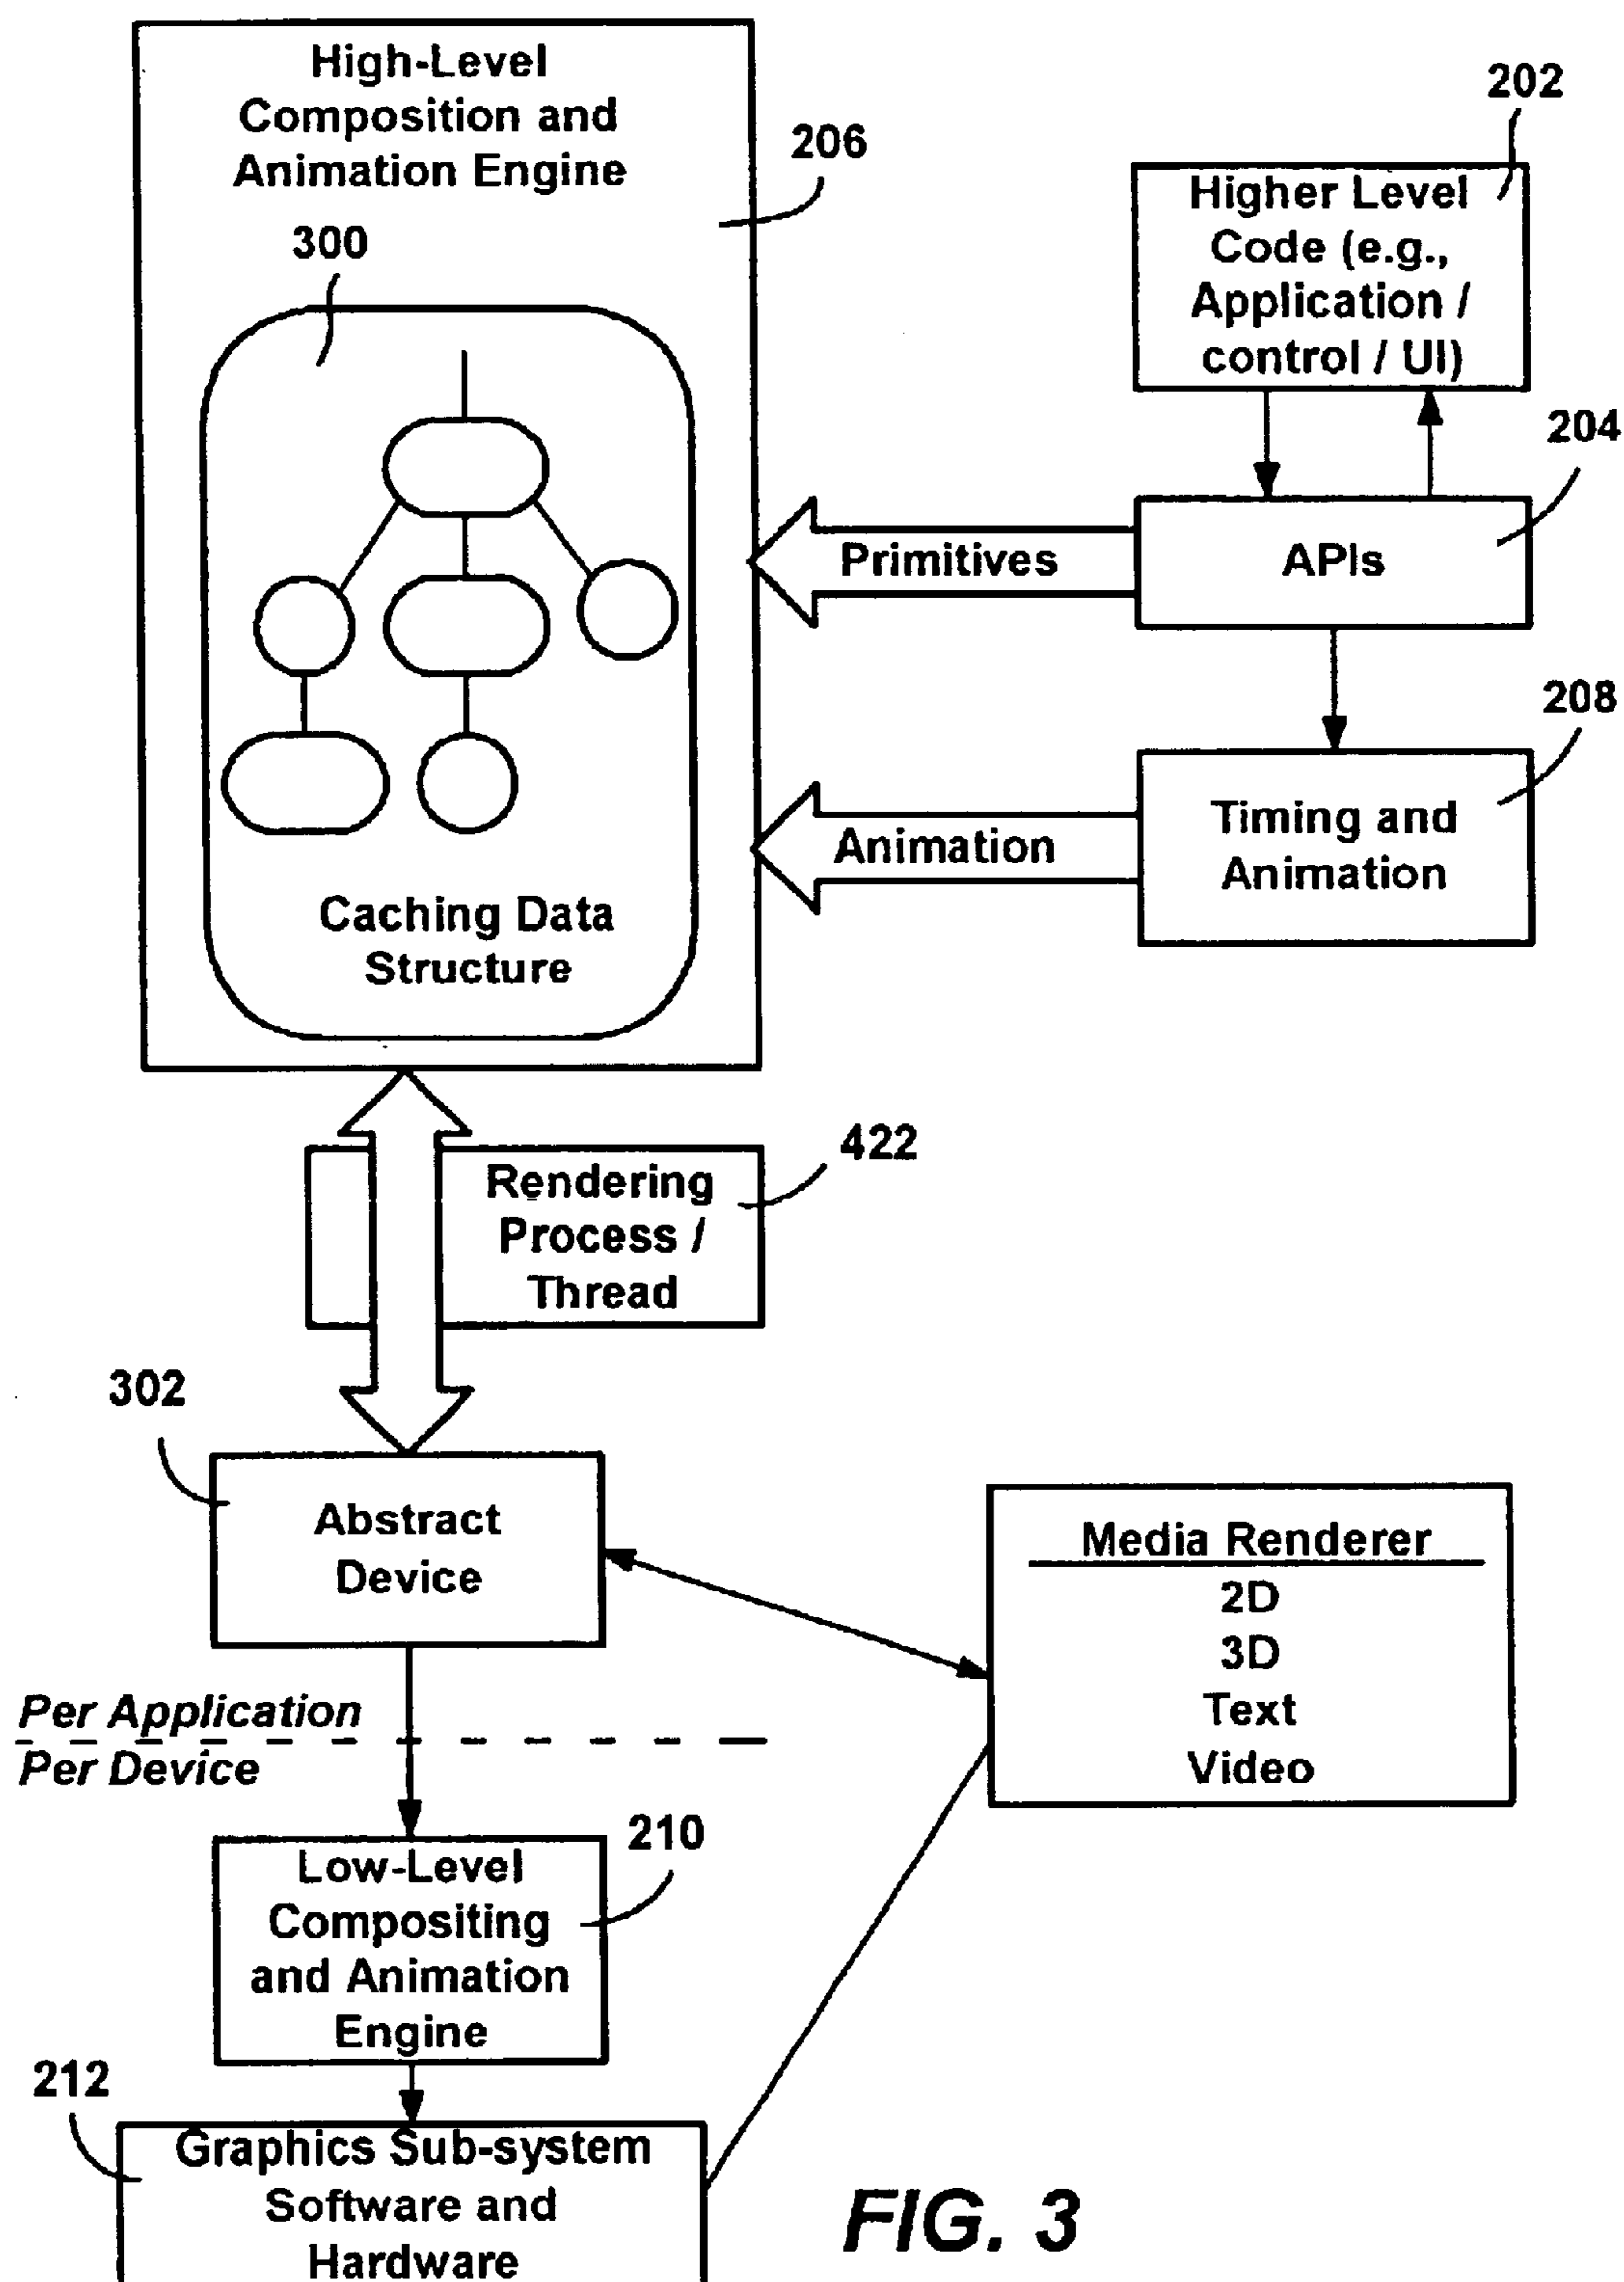 High-Level
Composition and
Animation Engine
206
300
Caching Data
Structure
202
Higher Level
Code (e.g.,
Application /
control / UI)
204
Primitives
APIs
208
Animation
Timing and
Animation
422
Rendering
Process /
Thread
302
Abstract
Device
Media Renderer
2D
3D
Text
Video
Per Application
Per Device
210
Low-Level
Compositing
and Animation
Engine
212
Graphics Sub-system
Software and
Hardware
FIG. 3